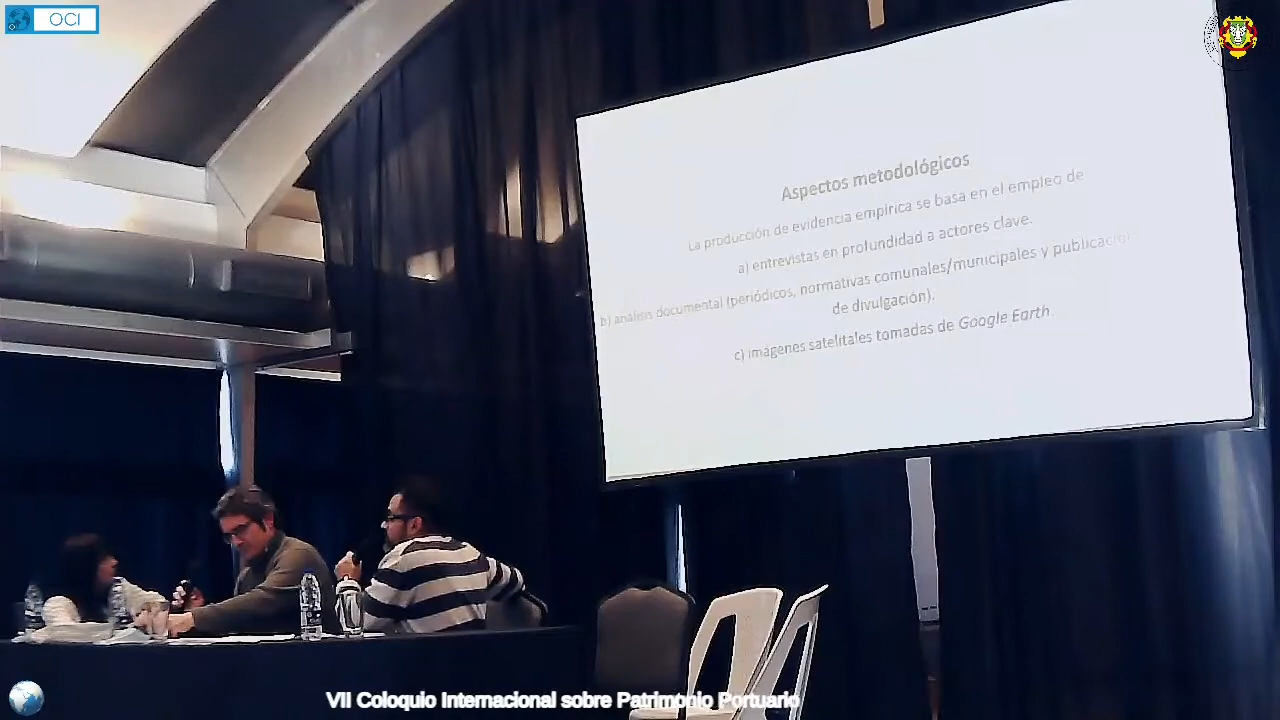 OCI
Aspectos metodológicos
La producción de evidencia empírica se basa en el empleo de
a) entrevistas en profundidad a actores clave.
b) análisis documental (periódicos, normativas comunales/municipales y publicaciones
de divulgación).
c) imágenes satelitales tomadas de Google Earth.
VII Coloquio Internacional sobre Patrimonio Portuario